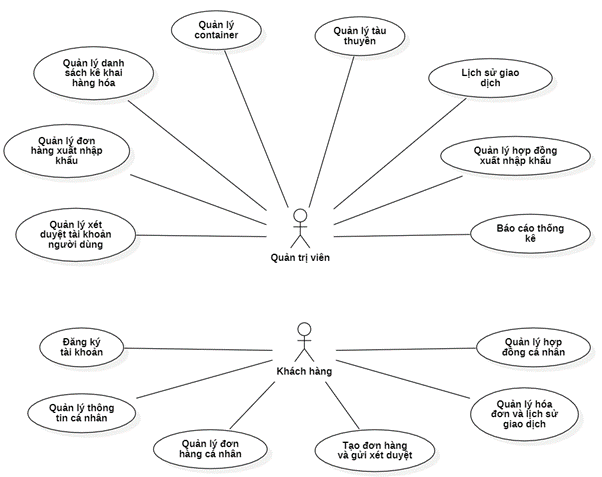 Quản lý
container
Quản lý tàu
thuyền
Quản lý danh
sách kê khai
hàng hóa
Lịch sử giao
dịch
Quản lý đơn
hàng xuất nhập
khẩu
Quản lý hợp đồng
xuất nhập khẩu
Quản lý xét
duyệt tài khoản
người dùng
Báo cáo thống
kê
Quản trị viên
Đăng ký
tài khoản
Quản lý hợp
đồng cá nhân
Khách hàng
Quản lý thông
tin cá nhân
Quản lý hóa
đơn và lịch sử
giao dịch
Quản lý đơn
hàng cá nhân
Tạo đơn hàng
và gửi xét duyệt